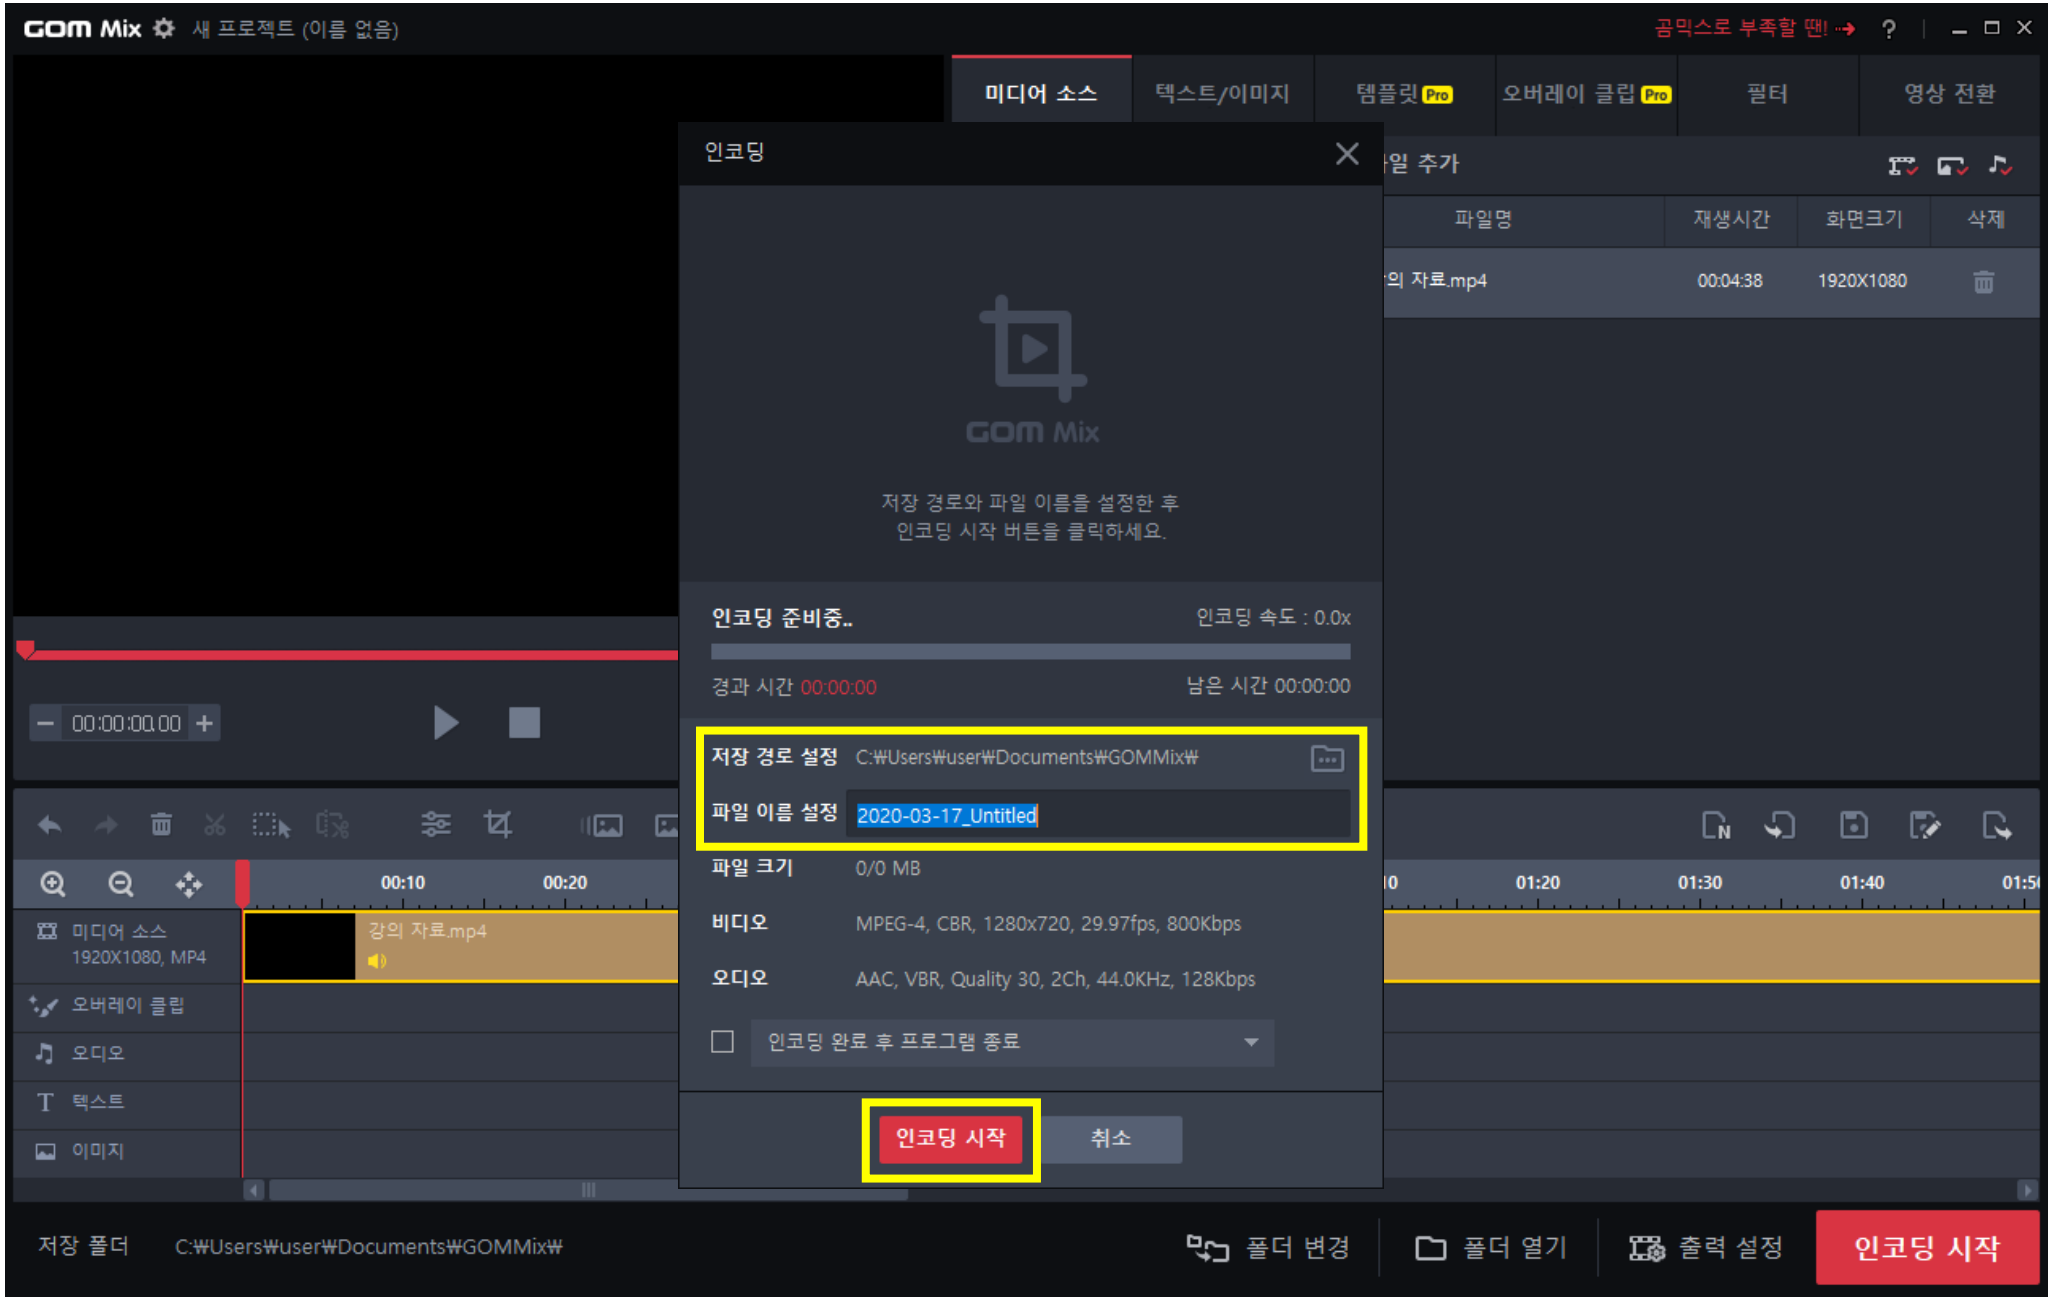 GOM Mix 새 프로젝트 (이름 없음) 곰믹스로 부족할 땐! ?
미디어 소스 텍스트/이미지 템플릿 Pro 오버레이 클립 Pro 필터 영상 전환
인코딩
일 추가
파일명 재생시간 화면크기 삭제
의 자료.mp4 00:04:38 1920X1080
GOM Mix
저장 경로와 파일 이름을 설정한 후
인코딩 시작 버튼을 클릭하세요.
인코딩 준비중.. 인코딩 속도 : 0.0x
경과 시간 00:00:00 남은 시간 00:00:00
00:00:00.00
저장 경로 설정 C:₩Users₩user₩Documents₩GOMMix₩
파일 이름 설정 2020-03-17_Untitled
파일 크기 0/0 MB
비디오 MPEG-4, CBR, 1280x720, 29.97fps, 800Kbps
오디오 AAC, VBR, Quality 30, 2Ch, 44.0KHz, 128Kbps
인코딩 완료 후 프로그램 종료
인코딩 시작 취소
00:10 00:20 01:20 01:30 01:40
미디어 소스
1920X1080, MP4
강의 자료.mp4
오버레이 클립
오디오
T 텍스트
이미지
저장 폴더 C:₩Users₩user₩Documents₩GOMMix₩ 폴더 변경 폴더 열기 출력 설정 인코딩 시작